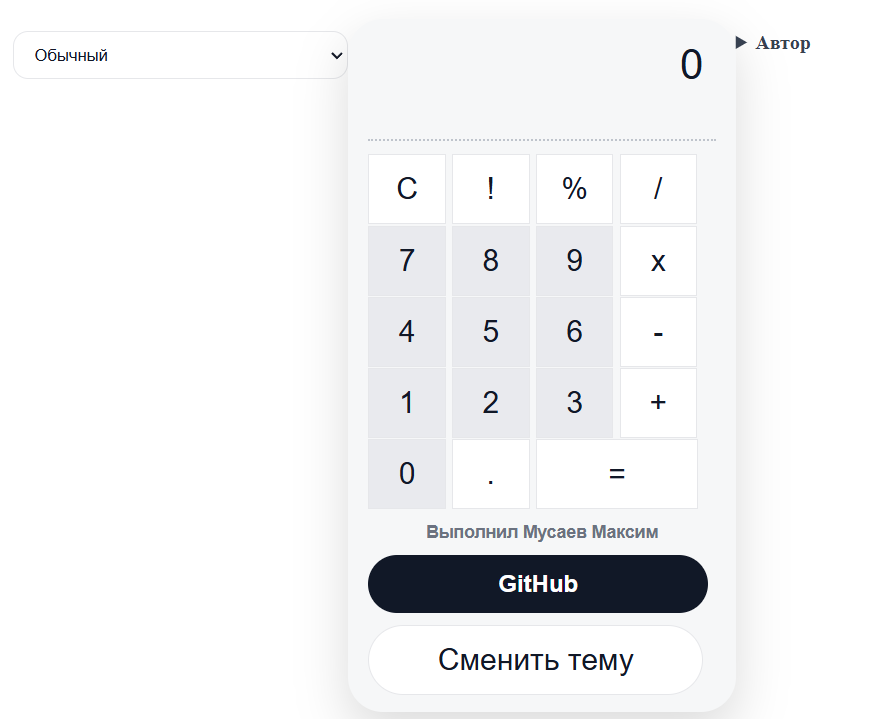 Обычный
0
Автор
C ! % /
7 8 9 x
4 5 6 -
1 2 3 +
0 . =
Выполнил Мусаев Максим
GitHub
Сменить тему